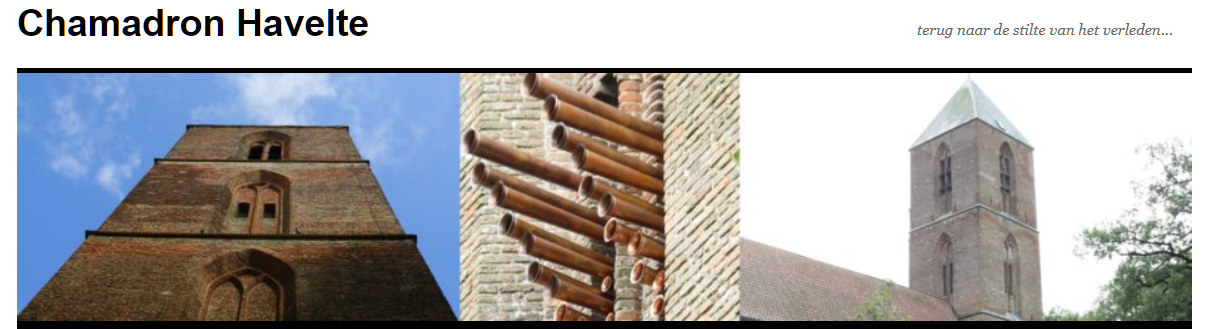 Chamadron Havelte
terug naar de stilte van het verleden...